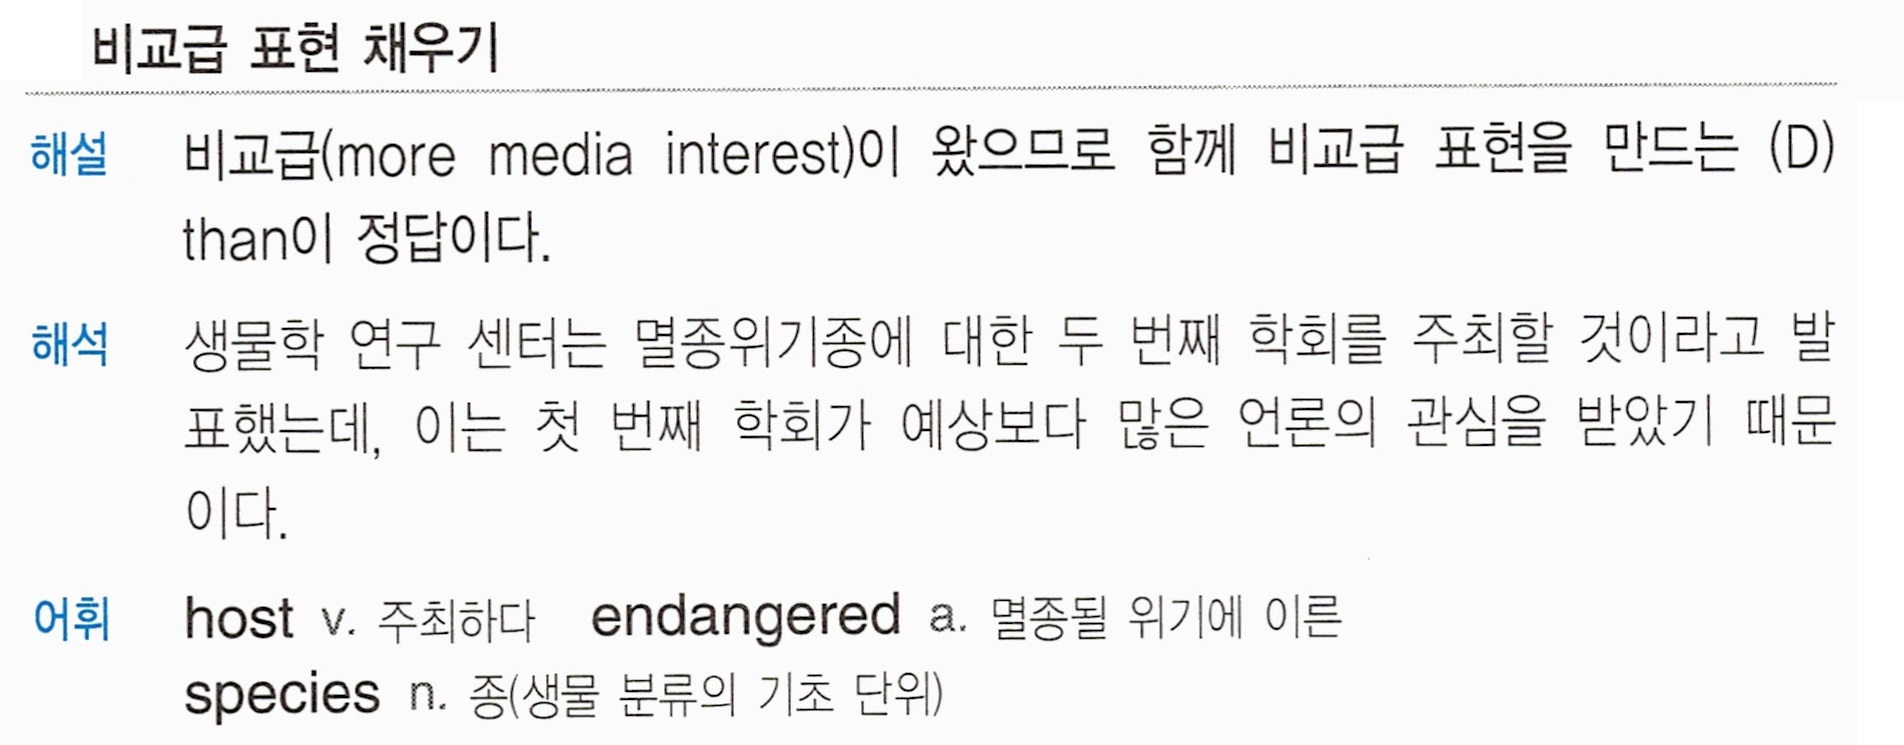 비교급 표현 채우기
해설 비교급(more media interest)이 왔으므로 함께 비교급 표현을 만드는 (D)
than이 정답이다.
해석 생물학 연구 센터는 멸종위기종에 대한 두 번째 학회를 주최할 것이라고 발
표했는데, 이는 첫 번째 학회가 예상보다 많은 언론의 관심을 받았기 때문
이다.
어휘 host v. 주최하다 endangered a. 멸종될 위기에 이른
species n. 종(생물 분류의 기초 단위)